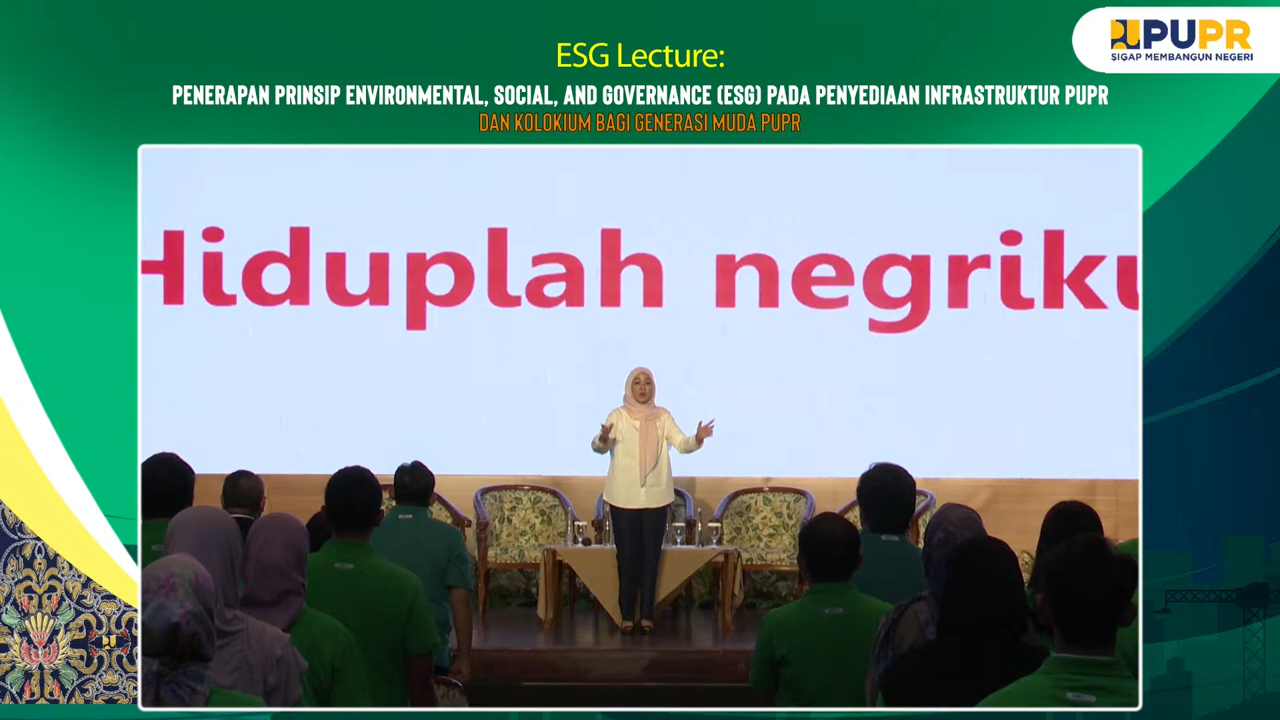 PUPR
SIGAP MEMBANGUN NEGERI
ESG Lecture:
PENERAPAN PRINSIP ENVIRONMENTAL, SOCIAL, AND GOVERNANCE (ESG) PADA PENYEDIAAN INFRASTRUKTUR PUPR
DAN KOLOKIUM BAGI GENERASI MUDA PUPR
Hiduplah negriku